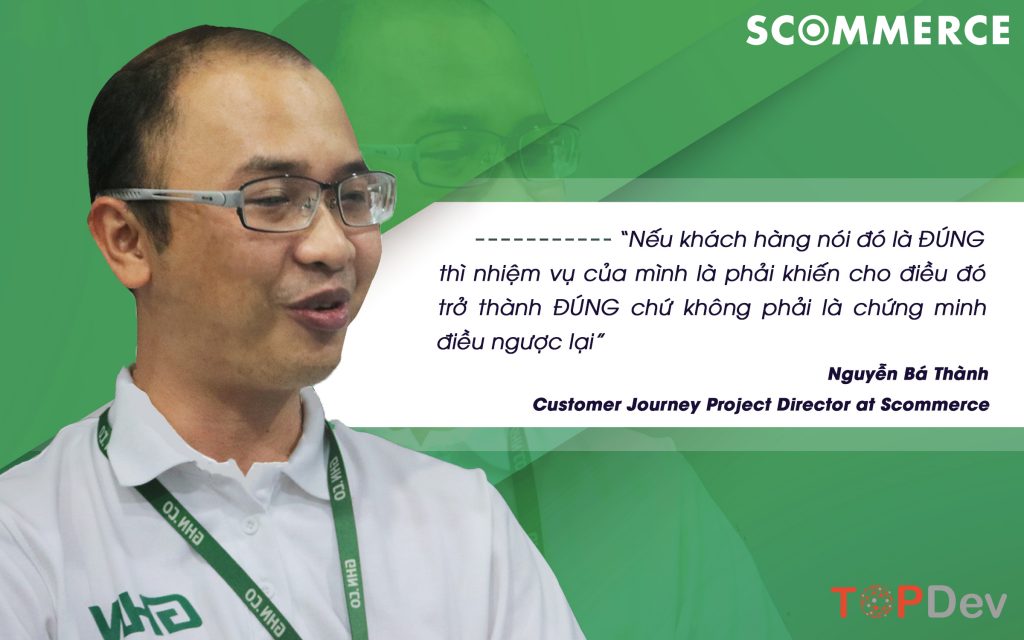 SCOMMERCE
“Nếu khách hàng nói đó là ĐÚNG
thì nhiệm vụ của mình là phải khiến cho điều đó
trở thành ĐÚNG chứ không phải là chứng minh
điều ngược lại”
Nguyễn Bá Thành
Customer Journey Project Director at Scommerce
GHN.CO
GHN.CO
GHN.CO
GHN
TOPDev